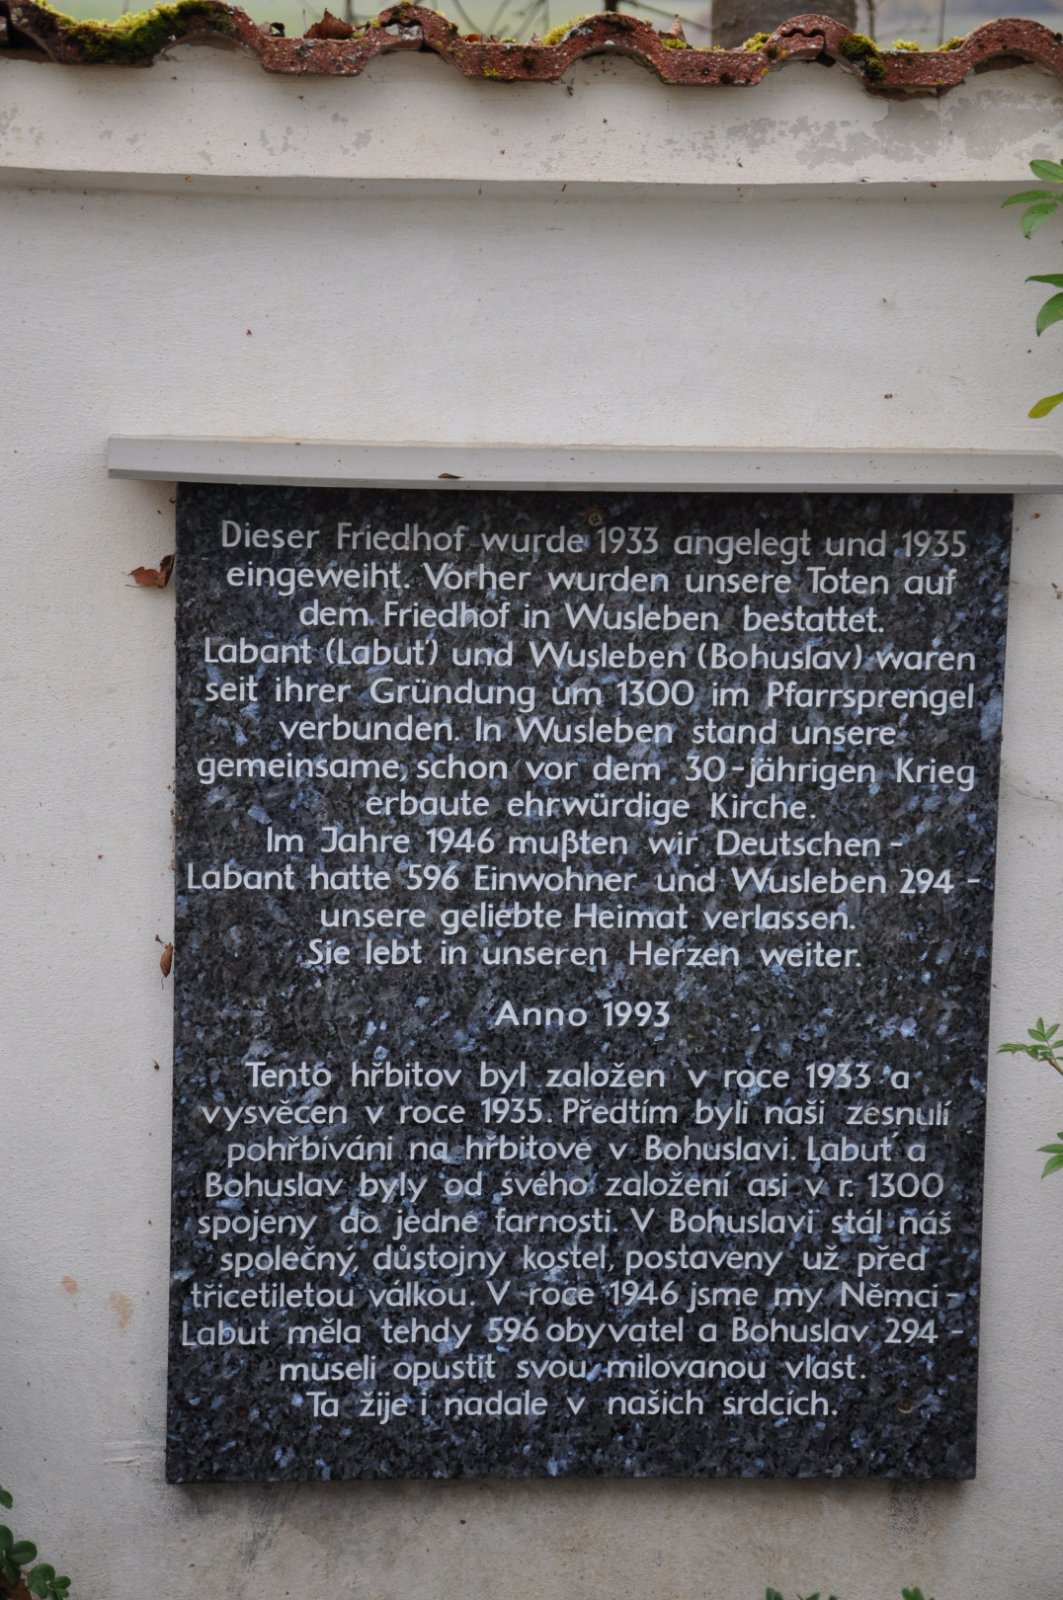 Dieser Friedhof wurde 1933 angelegt und 1935
eingeweiht. Vorher wurden unsere Toten auf
dem Friedhof in Wusleben bestattet.
Labant (Labuť) und Wusleben (Bohuslav) waren
seit ihrer Gründung um 1300 im Pfarrsprengel
verbunden. In Wusleben stand unsere
gemeinsame, schon vor dem 30-jährigen Krieg
erbaute ehrwürdige Kirche.
Im Jahre 1946 mußten wir Deutschen -
Labant hatte 596 Einwohner und Wusleben 294 -
unsere geliebte Heimat verlassen.
Sie lebt in unseren Herzen weiter.
Anno 1993
Tento hřbitov byl založen v roce 1933 a
vysvěcen v roce 1935. Předtím byli naši zesnulí
pohřbíváni na hřbitově v Bohuslavi. Labuť a
Bohuslav byly od svého založení asi v r. 1300
spojeny do jedné farnosti. V Bohuslavi stál náš
společný, důstojny kostel, postaveny už před
třicetiletou válkou. V roce 1946 jsme my Němci -
Labut měla tehdy 596 obyvatel a Bohuslav 294 -
museli opustit svou milovanou vlast.
Ta žije i nadale v našich srdcích.